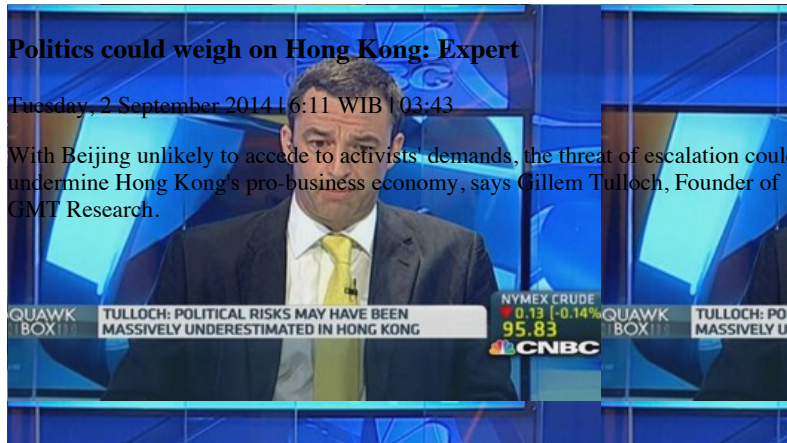 Politics could weigh on Hong Kong: Expert
Tuesday, 2 September 2014 | 6:11 WIB | 03:43
With Beijing unlikely to accede to activists' demands, the threat of escalation could
undermine Hong Kong's pro-business economy, says Gillem Tulloch, Founder of
GMT Research.
NYMEX CRUDE
0.13 [-0.14%
95.83
CNBC
QUAWK
BOX
TULLOCH: POLITICAL RISKS MAY HAVE BEEN
MASSIVELY UNDERESTIMATED IN HONG KONG
QUAWK
BOX
TULLOCH: PO
MASSIVELY U